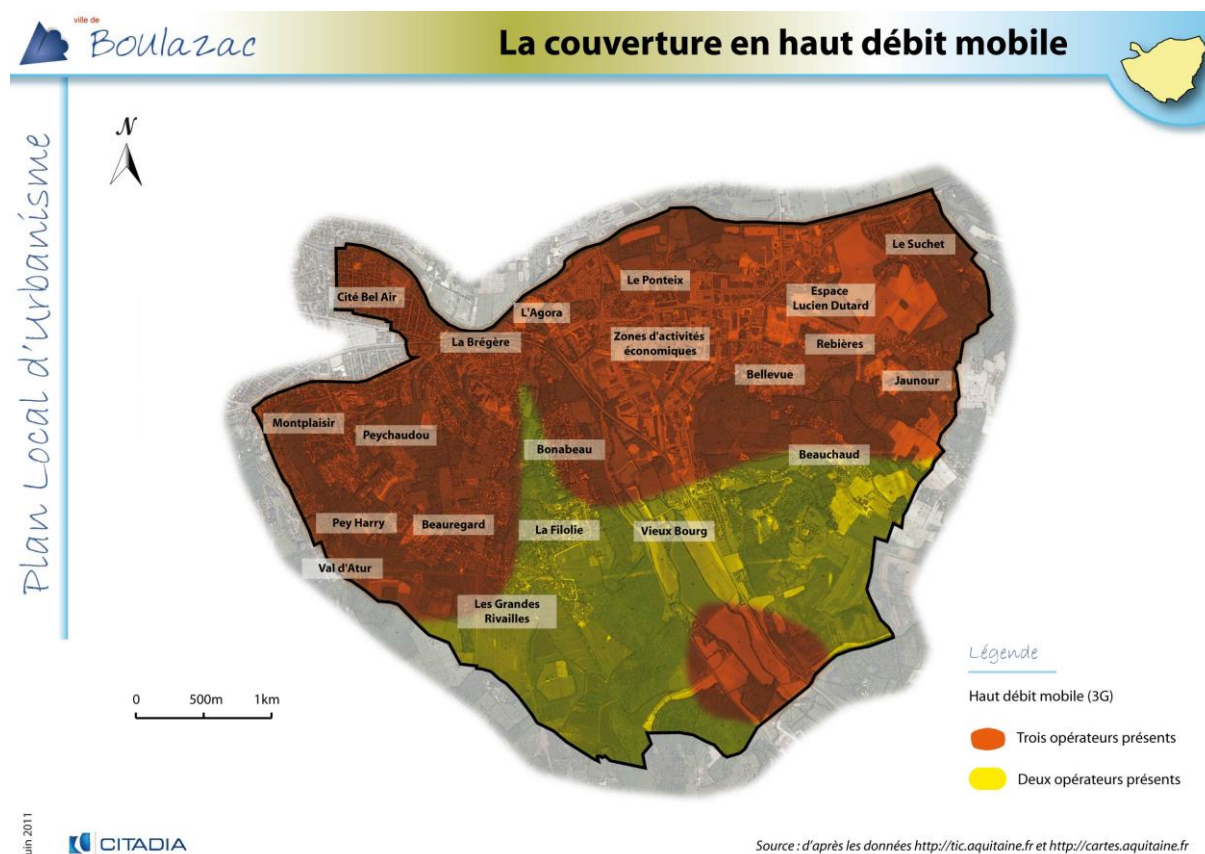 ville de
Boulazac
La couverture en haut débit mobile
Plan Local d'Urbanisme
N
Le Suchet
Le Ponteix
Cité Bel Air
Espace
Lucien Dutard
L'Agora
La Brégère
Zones d'activités
économiques
Rebières
Bellevue
Jaunour
Montplaisir
Peychaudou
Bonabeau
Beauchaud
Pey Harry
Beauregard
La Filolie
Vieux Bourg
Val d'Atur
Les Grandes
Rivailles
0 500m 1km
Légende
Haut débit mobile (3G)
Trois opérateurs présents
Deux opérateurs présents
uin 2011
CITADIA
Source : d'après les données http://tic.aquitaine.fr et http://cartes.aquitaine.fr